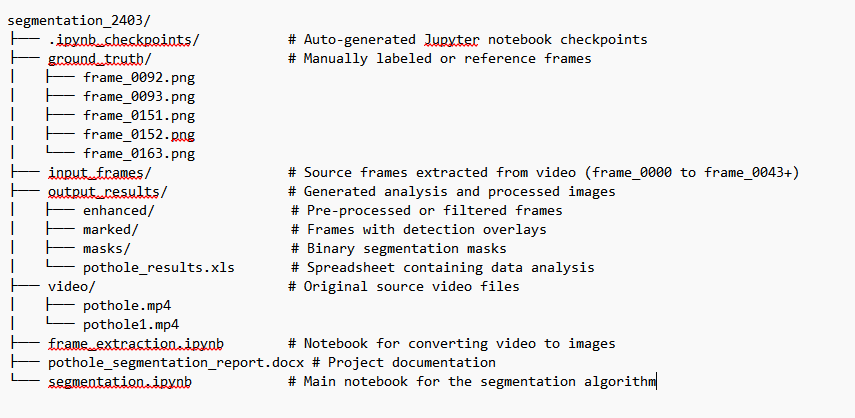 segmentation_2403/
├── .ipynb_checkpoints/           # Auto-generated Jupyter notebook checkpoints
├── ground_truth/                 # Manually labeled or reference frames
│   ├── frame_0092.png
│   ├── frame_0093.png
│   ├── frame_0151.png
│   ├── frame_0152.png
│   └── frame_0163.png
├── input_frames/                 # Source frames extracted from video (frame_0000 to frame_0043+)
├── output_results/               # Generated analysis and processed images
│   ├── enhanced/                 # Pre-processed or filtered frames
│   ├── marked/                   # Frames with detection overlays
│   ├── masks/                    # Binary segmentation masks
│   └── pothole_results.xls       # Spreadsheet containing data analysis
├── video/                        # Original source video files
│   ├── pothole.mp4
│   └── pothole1.mp4
├── frame_extraction.ipynb        # Notebook for converting video to images
├── pothole_segmentation_report.docx # Project documentation
└── segmentation.ipynb            # Main notebook for the segmentation algorithm